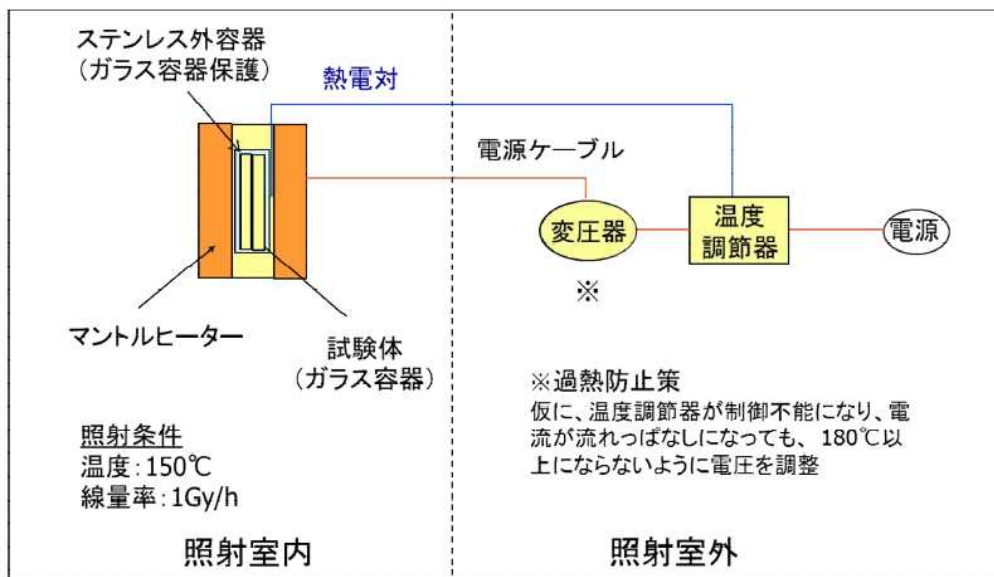 ステンレス外容器
(ガラス容器保護)
熱電対
電源ケーブル
変圧器
温度
調節器
電源
※
マントルヒーター
試験体
(ガラス容器)
※過熱防止策
仮に、温度調節器が制御不能になり、電
流が流れっぱなしになっても、180℃以
上にならないように電圧を調整
照射条件
温度:150℃
線量率:1Gy/h
照射室内
照射室外